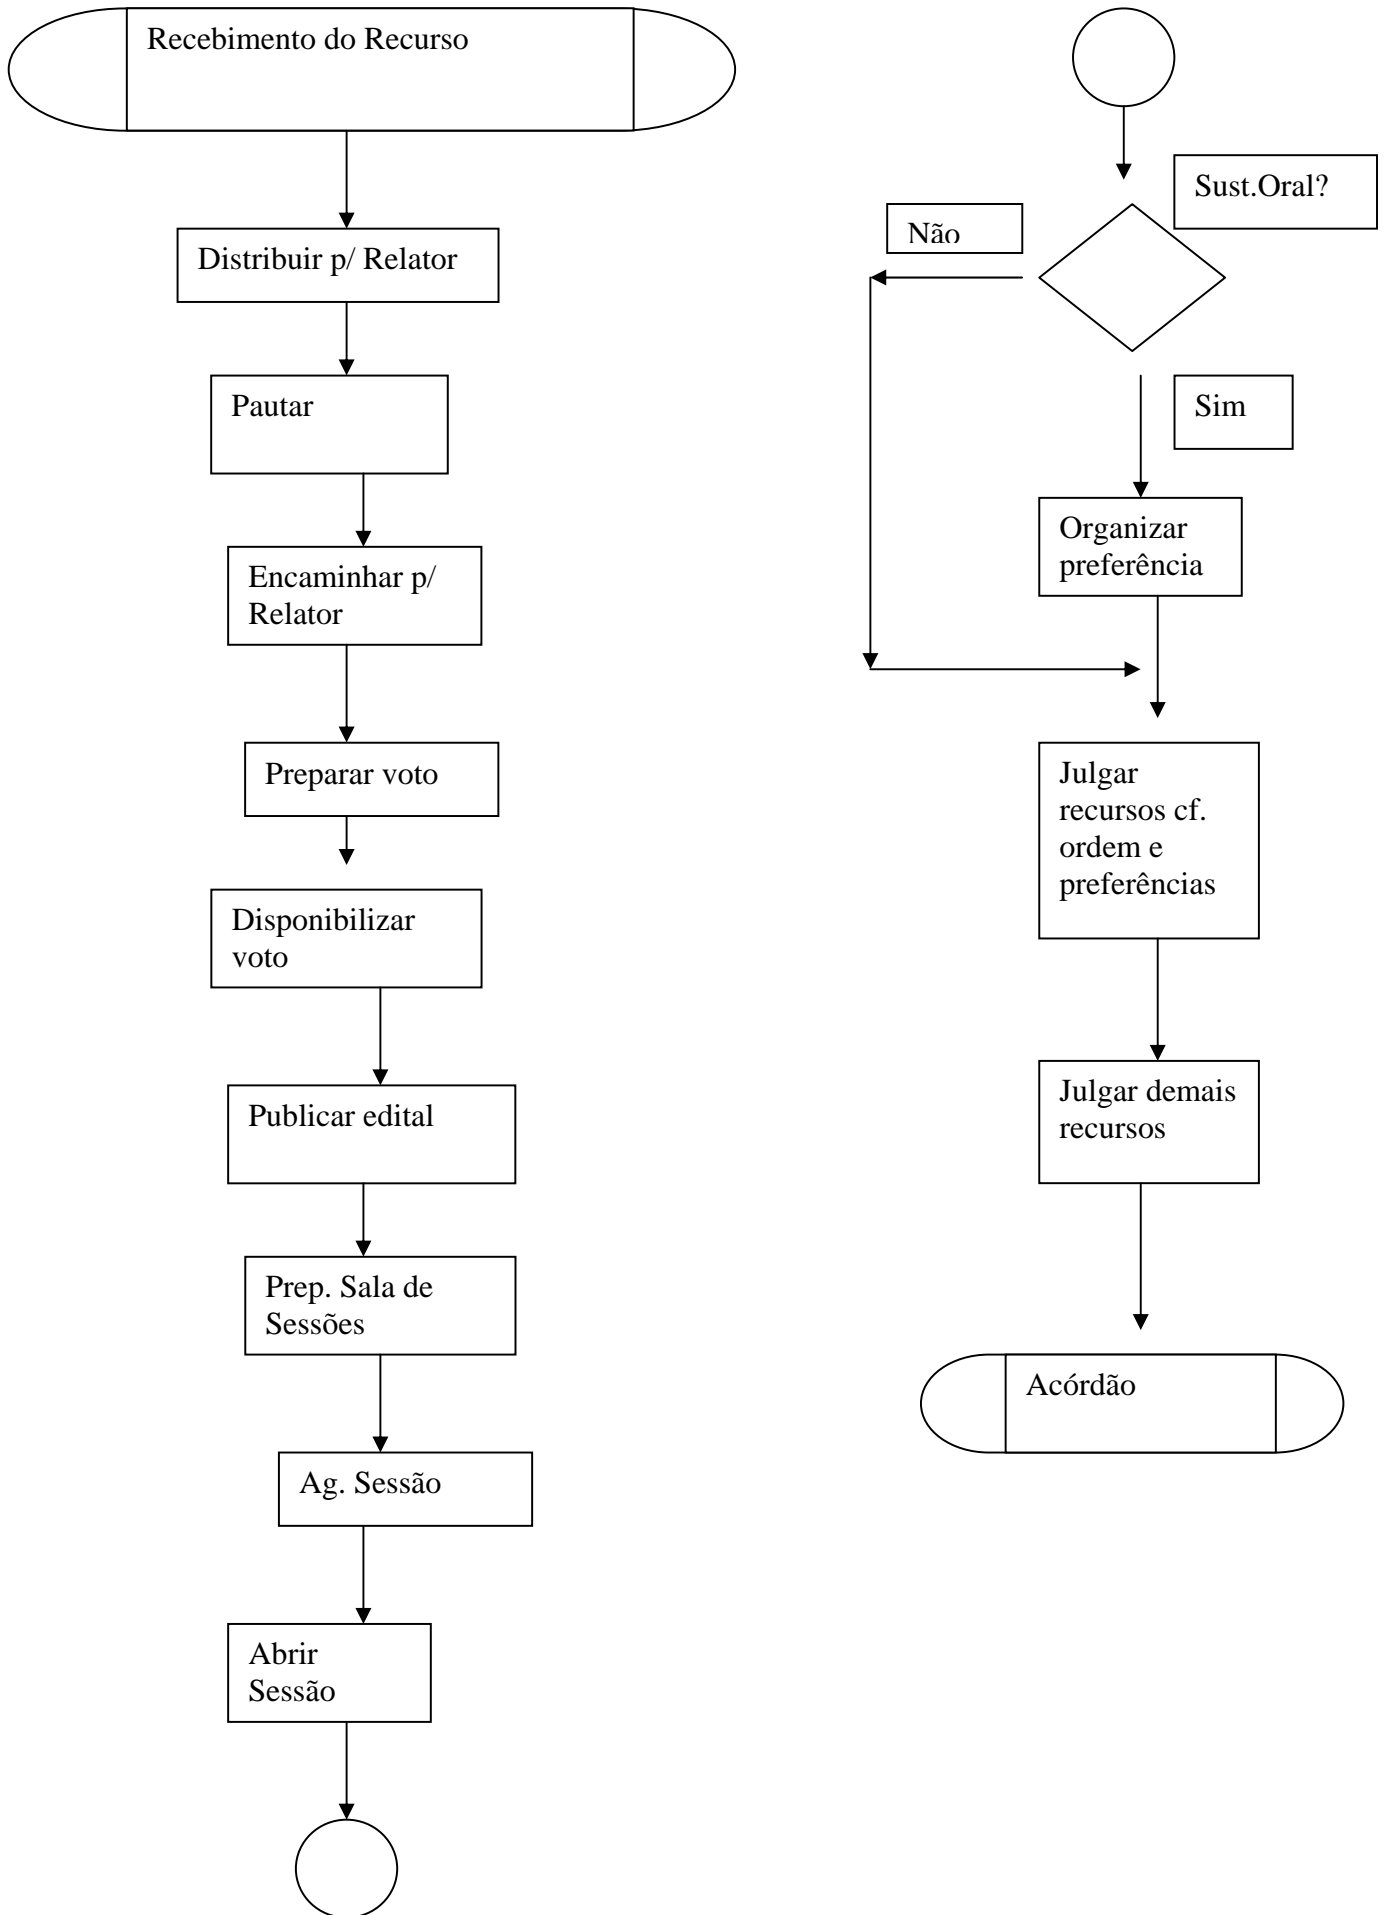 Recebimento do Recurso
Distribuir p/ Relator
Pautar
Encaminhar p/
Relator
Preparar voto
Disponibilizar
voto
Publicar edital
Prep. Sala de
Sessões
Ag. Sessão
Abrir
Sessão
Sust.Oral?
Não
Sim
Organizar
preferência
Julgar
recursos cf.
ordem e
preferências
Julgar demais
recursos
Acórdão